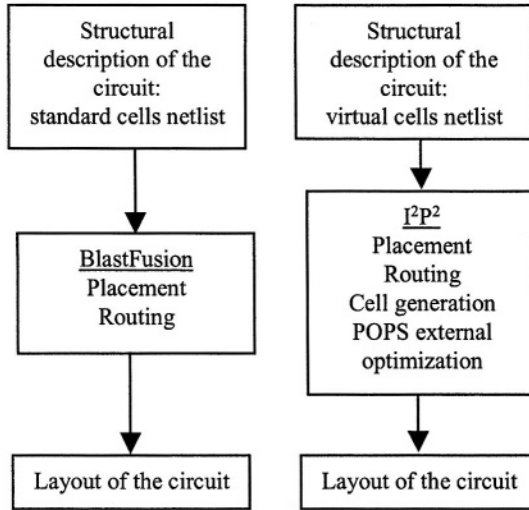 Structural
description of the
circuit:
standard cells netlist
BlastFusion
Placement
Routing
Layout of the circuit
Structural
description of the
circuit:
virtual cells netlist
I²P²
Placement
Routing
Cell generation
POPS external
optimization
Layout of the circuit